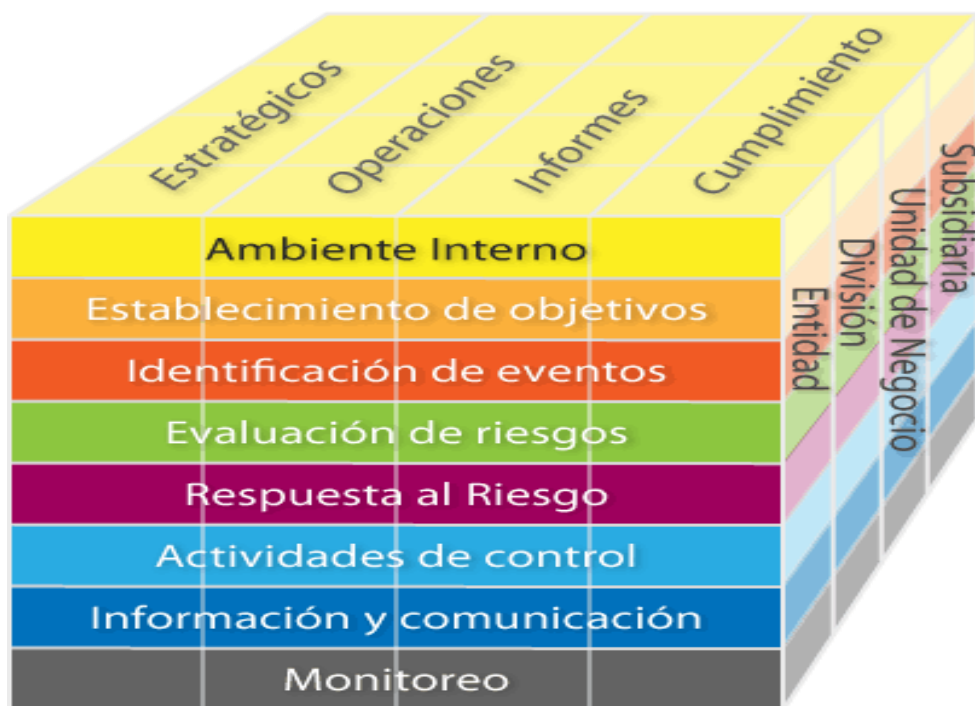 Estratégicos
Operaciones
Informes
Cumplimiento
Ambiente Interno
Establecimiento de objetivos
Identificación de eventos
Evaluación de riesgos
Respuesta al Riesgo
Actividades de control
Información y comunicación
Monitoreo
Entidad
División
Unidad de Negocio
Subsidiaria